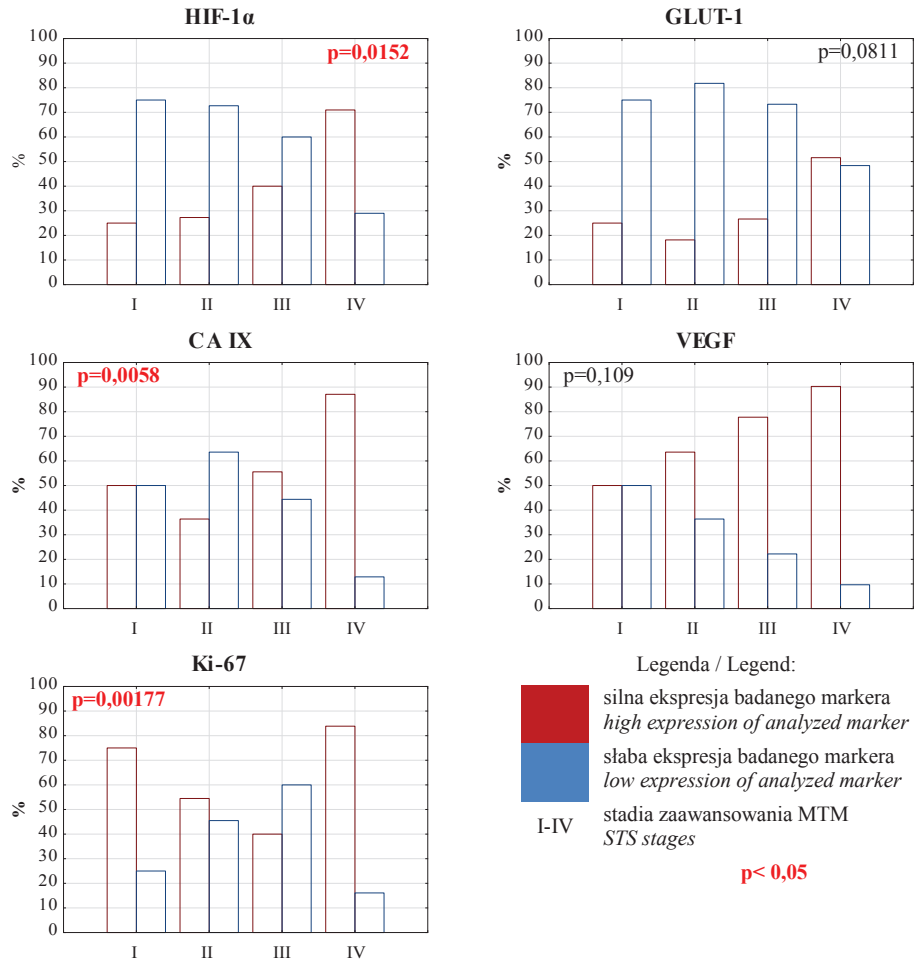 HIF-1α
p=0,0152
100
90
80
70
60
50
40
30
20
10
0
%
I II III IV
GLUT-1
p=0,0811
100
90
80
70
60
50
40
30
20
10
0
%
I II III IV
CA IX
p=0,0058
100
90
80
70
60
50
40
30
20
10
0
%
I II III IV
VEGF
p=0,109
100
90
80
70
60
50
40
30
20
10
0
%
I II III IV
Ki-67
p=0,00177
100
90
80
70
60
50
40
30
20
10
0
%
I II III IV
Legenda / Legend:
silna ekspresja badanego markera
high expression of analyzed marker
słaba ekspresja badanego markera
low expression of analyzed marker
I-IV stadia zaawansowania MTM
STS stages
p< 0,05